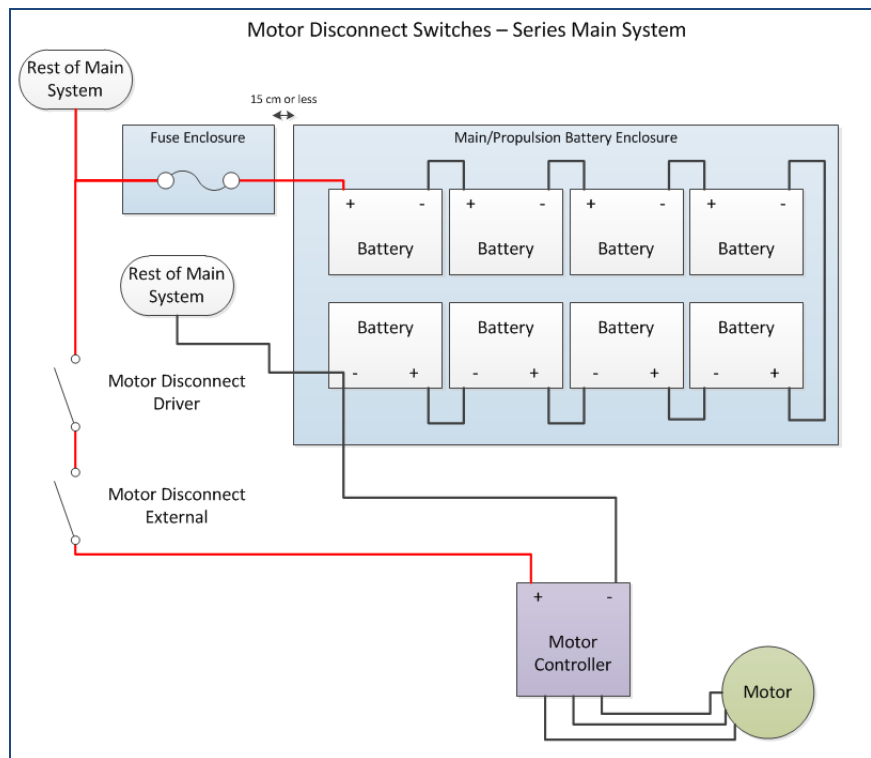 Motor Disconnect Switches – Series Main System
Rest of Main
System
15 cm or less
Fuse Enclosure
Main/Propulsion Battery Enclosure
+ - + - + - + -
Battery Battery Battery Battery
Rest of Main
System
Battery Battery Battery Battery
- + - + - + - +
Motor Disconnect
Driver
Motor Disconnect
External
+ -
Motor
Controller
Motor